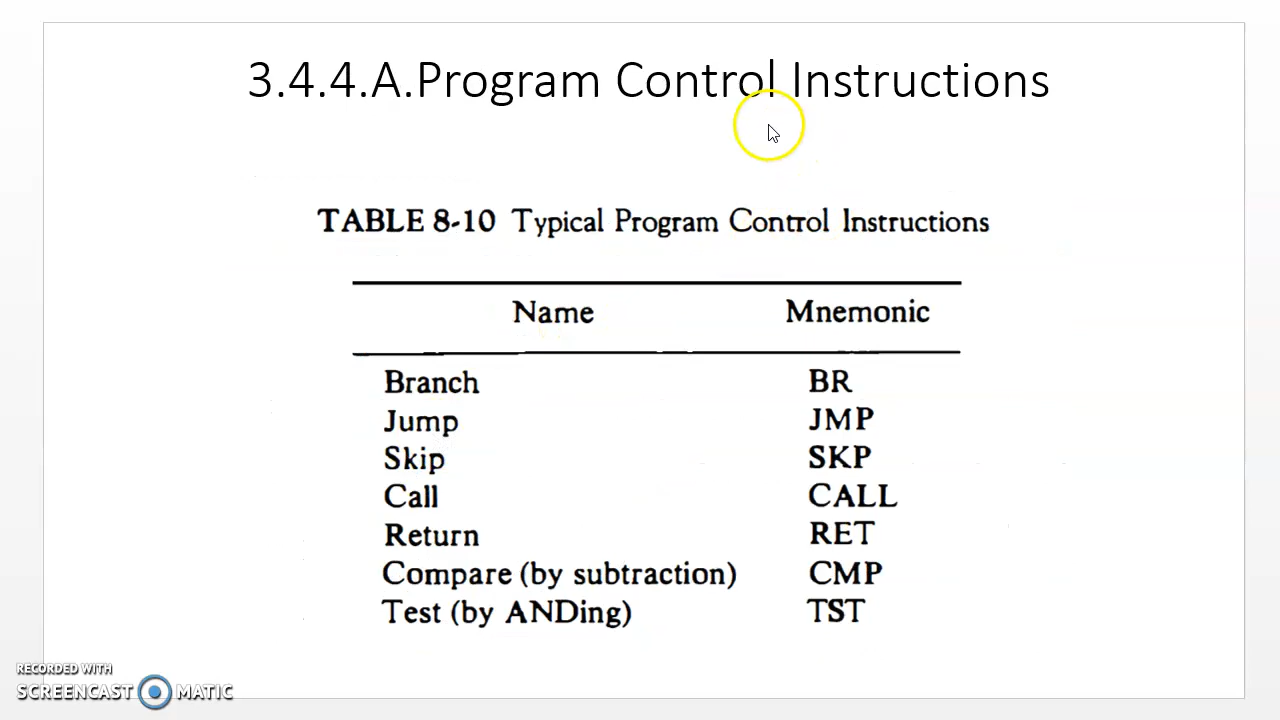 3.4.4.A.Program Control Instructions
TABLE 8-10 Typical Program Control Instructions
Name Mnemonic
Branch BR
Jump JMP
Skip SKP
Call CALL
Return RET
Compare (by subtraction) CMP
Test (by ANDing) TST
RECORDED WITH
SCREENCAST MATIC